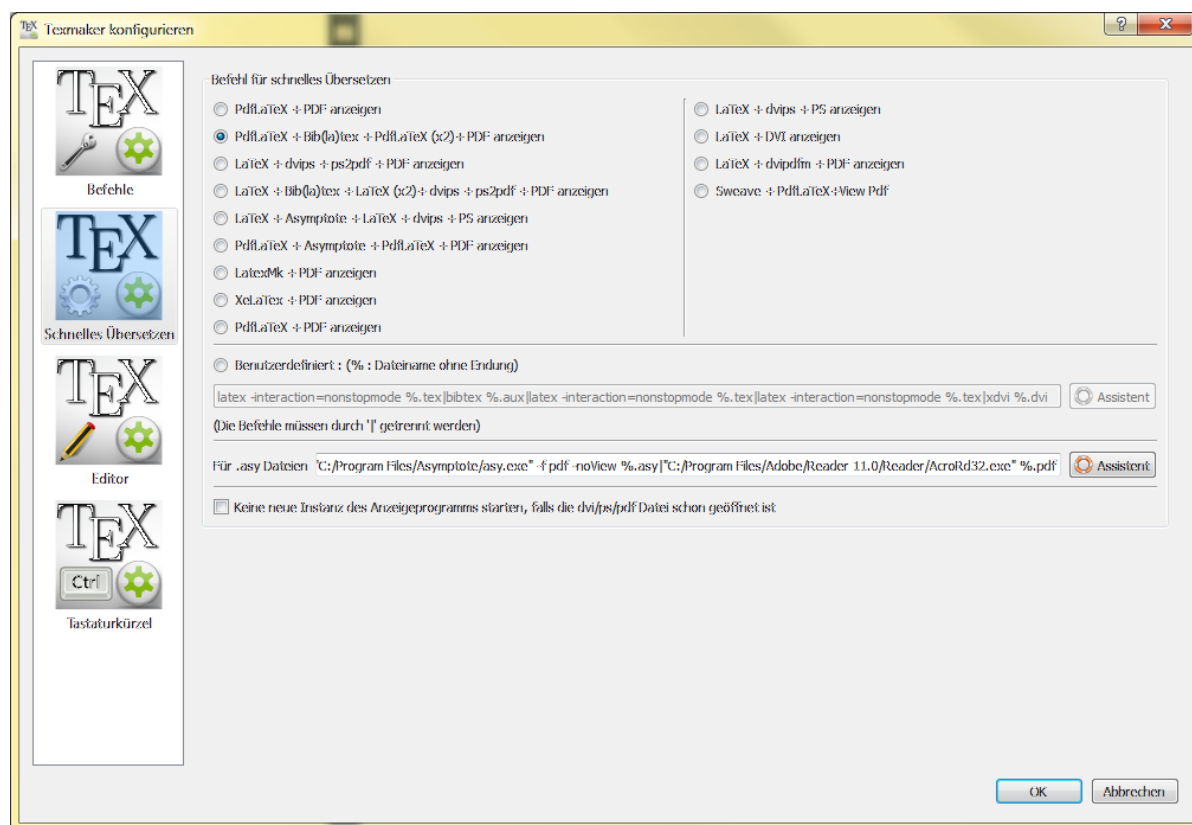 TEX Texmaker konfigurieren
TEX
Befehle
TEX
Schnelles Übersetzen
TEX
Editor
TEX
Ctrl
Tastaturkürzel
Befehl für schnelles Übersetzen
PdfLaTeX + PDF anzeigen
PdfLaTeX + Bib(la)tex + PdfLaTeX (x2)+ PDF anzeigen
LaTeX + dvips + ps2pdf + PDF anzeigen
LaTeX + Bib(la)tex + LaTeX (x2)+ dvips + ps2pdf + PDF anzeigen
LaTeX + Asymptote + LaTeX + dvips + PS anzeigen
PdfLaTeX + Asymptote + PdfLaTeX + PDF anzeigen
LatexMk + PDF anzeigen
XeLaTex + PDF anzeigen
PdfLaTeX + PDF anzeigen
LaTeX + dvips + PS anzeigen
LaTeX + DVI anzeigen
LaTeX + dvipdfm + PDF anzeigen
Sweave + PdfLaTeX+View Pdf
Benutzerdefiniert : (% : Dateiname ohne Endung)
latex -interaction=nonstopmode %.tex|bibtex %.aux|latex -interaction=nonstopmode %.tex|latex -interaction=nonstopmode %.tex|xdvi %.dvi Assistent
(Die Befehle müssen durch '|' getrennt werden)
Für .asy Dateien "C:/Program Files/Asymptote/asy.exe" -f pdf -noView %.asy|"C:/Program Files/Adobe/Reader 11.0/Reader/AcroRd32.exe" %.pdf Assistent
Keine neue Instanz des Anzeigeprogramms starten, falls die dvi/ps/pdf Datei schon geöffnet ist
OK Abbrechen